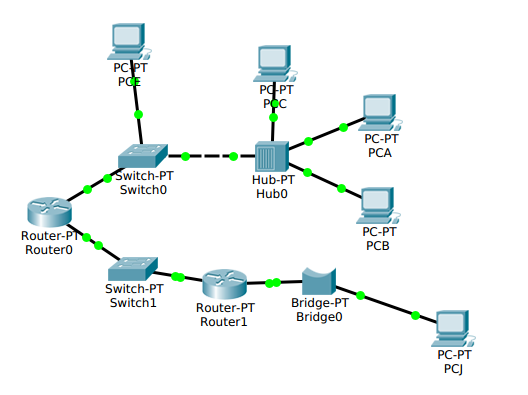 PC-PT
PCE
PC-PT
PCC
PC-PT
PCA
Switch-PT
Switch0
Hub-PT
Hub0
PC-PT
PCB
Router-PT
Router0
Switch-PT
Switch1
Router-PT
Router1
Bridge-PT
Bridge0
PC-PT
PCJ